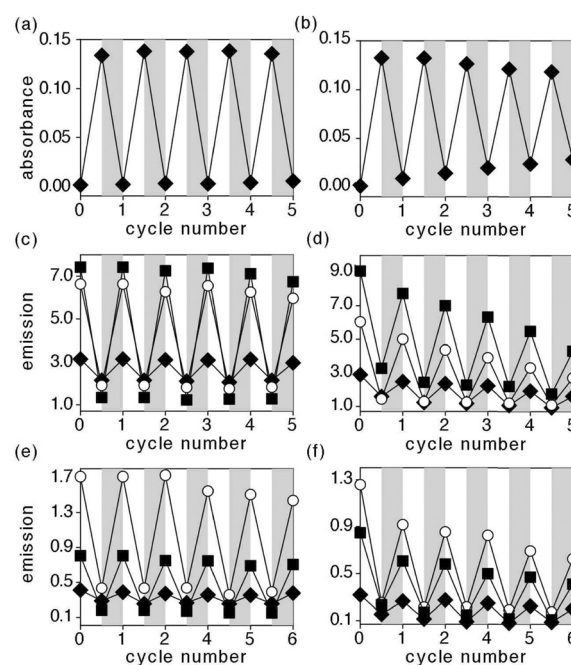 (a) (b)
0.15 0.15
0.10 0.10
0.05 0.05
0.00 0.00
absorbance
0 1 2 3 4 5 0 1 2 3 4 5
cycle number cycle number
(c) (d)
7.0 9.0
5.0 7.0
3.0 5.0
1.0 3.0
1.0
emission
0 1 2 3 4 5 0 1 2 3 4 5
cycle number cycle number
(e) (f)
1.7 1.3
1.3 0.9
0.9 0.5
0.5 0.1
0.1
emission
0 1 2 3 4 5 6 0 1 2 3 4 5 6
cycle number cycle number